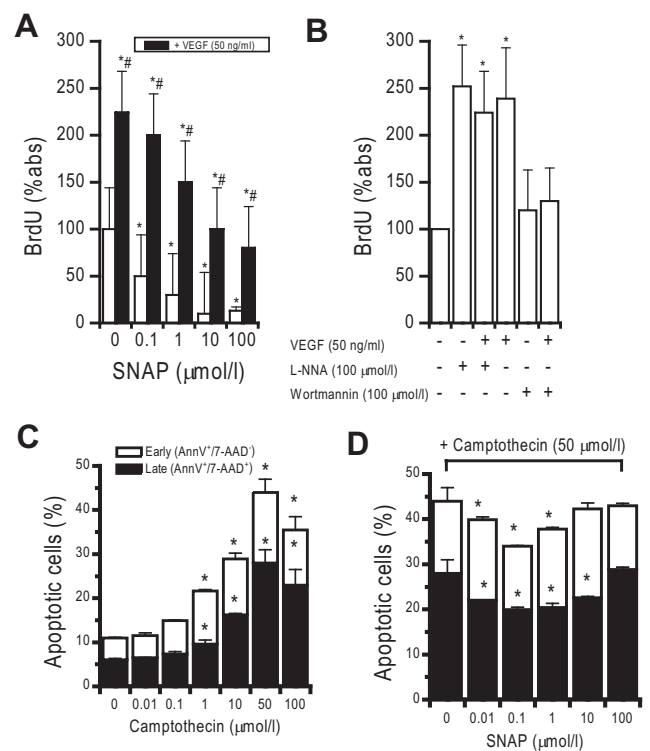 A
+ VEGF (50 ng/ml)
BrdU (%abs)
300
250
200
150
100
50
0
*#
*#
*#
*#
*#
*
*
*
*
0 0.1 1 10 100
SNAP (μmol/l)
B
BrdU (%abs)
300
250
200
150
100
50
0
* * *
VEGF (50 ng/ml) - - + + - +
L-NNA (100 μmol/l) - + + - - -
Wortmannin (100 μmol/l) - - - - + +
C
Early (AnnV⁺/7-AAD⁻)
Late (AnnV⁺/7-AAD⁺)
Apoptotic cells (%)
50
40
30
20
10
0
* * * *
* * * *
0 0.01 0.1 1 10 50 100
Camptothecin (μmol/l)
D
+ Camptothecin (50 μmol/l)
Apoptotic cells (%)
50
40
30
20
10
0
* * *
* * * *
0 0.01 0.1 1 10 100
SNAP (μmol/l)